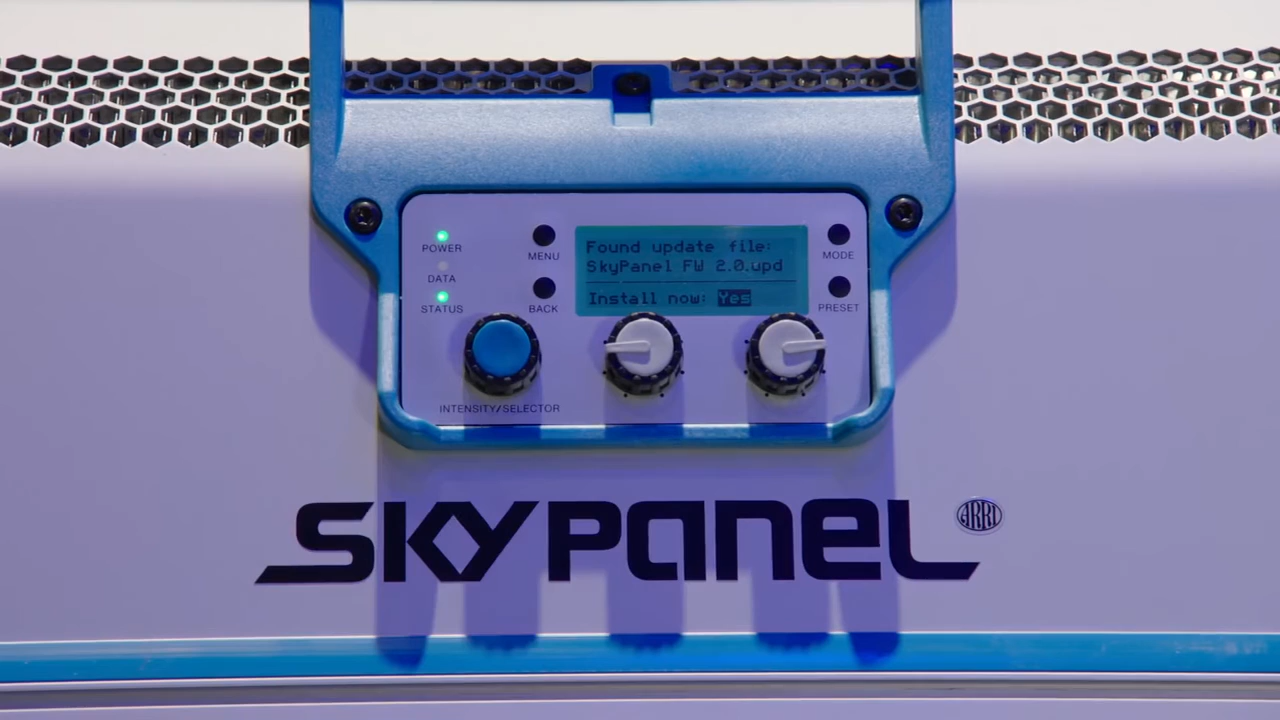 POWER
DATA
STATUS
MENU
BACK
Found update file:
SkyPanel FW 2.0.upd
Install now: Yes
MODE
PRESET
INTENSITY/SELECTOR
SKYPANEL
ARRI